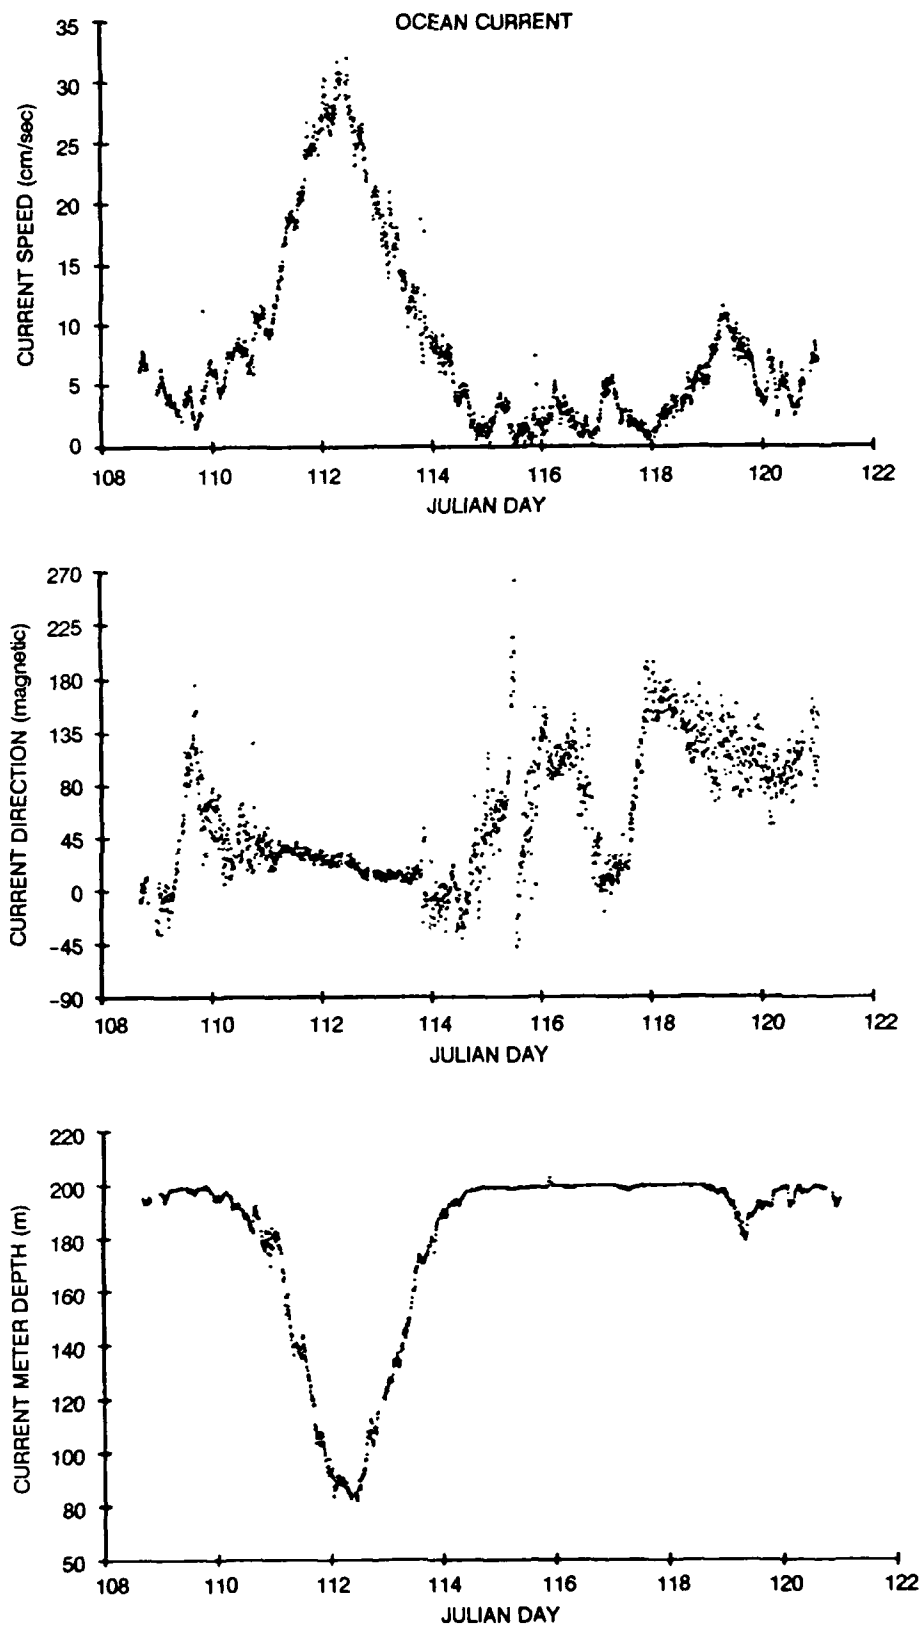 OCEAN CURRENT
CURRENT SPEED (cm/sec)
35
30
25
20
15
10
5
0
108 110 112 114 116 118 120 122
JULIAN DAY
CURRENT DIRECTION (magnetic)
270
225
180
135
80
45
0
-45
-90
108 110 112 114 116 118 120 122
JULIAN DAY
CURRENT METER DEPTH (m)
220
200
180
160
140
120
100
80
50
108 110 112 114 116 118 120 122
JULIAN DAY